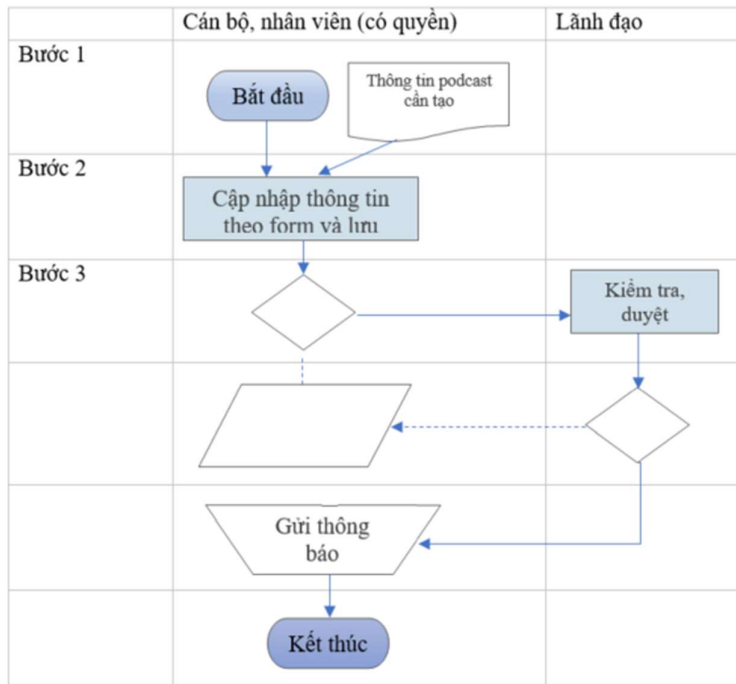 Cán bộ, nhân viên (có quyền)
Lãnh đạo
Bước 1
Bắt đầu
Thông tin podcast
cần tạo
Bước 2
Cập nhập thông tin
theo form và lưu
Bước 3
Kiểm tra,
duyệt
Gửi thông
báo
Kết thúc